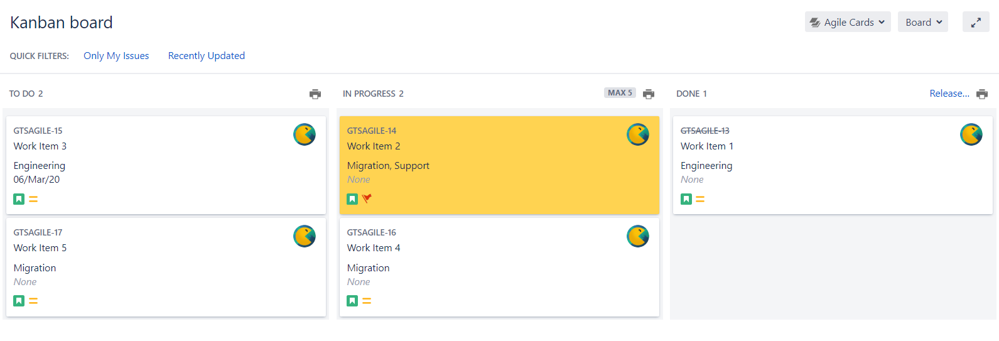 Kanban board
Agile Cards
Board
QUICK FILTERS: Only My Issues Recently Updated
TO DO 2
IN PROGRESS 2
MAX 5
DONE 1
Release...
GTSAGILE-15
Work Item 3
Engineering
06/Mar/20
GTSAGILE-17
Work Item 5
Migration
None
GTSAGILE-14
Work Item 2
Migration, Support
None
GTSAGILE-16
Work Item 4
Migration
None
GTSAGILE-13
Work Item 1
Engineering
None